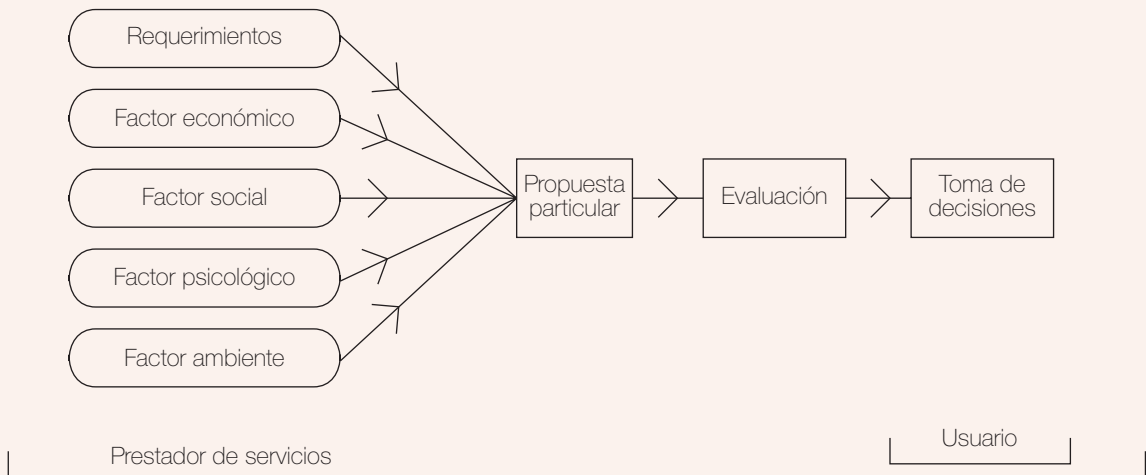 Requerimientos
Factor económico
Factor social
Factor psicológico
Factor ambiente
Propuesta
particular
Evaluación
Toma de
decisiones
Prestador de servicios
Usuario